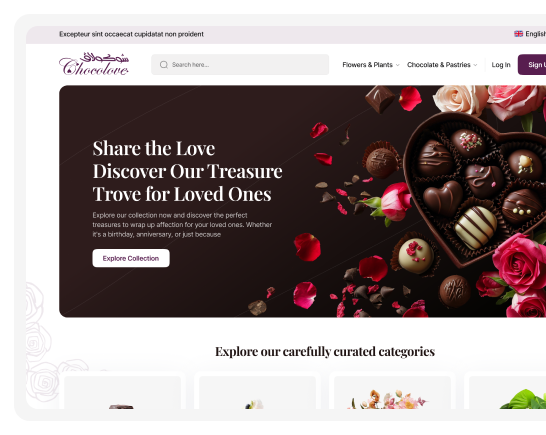 Excepteur sint occaecat cupidatat non proident
English
شوكولاف
Chocolove
Search here...
Flowers & Plants
Chocolate & Pastries
Log In
Sign U
Share the Love
Discover Our Treasure
Trove for Loved Ones
Explore our collection now and discover the perfect
treasures to wrap up affection for your loved ones. Whether
it's a birthday, anniversary, or just because
Explore Collection
Explore our carefully curated categories